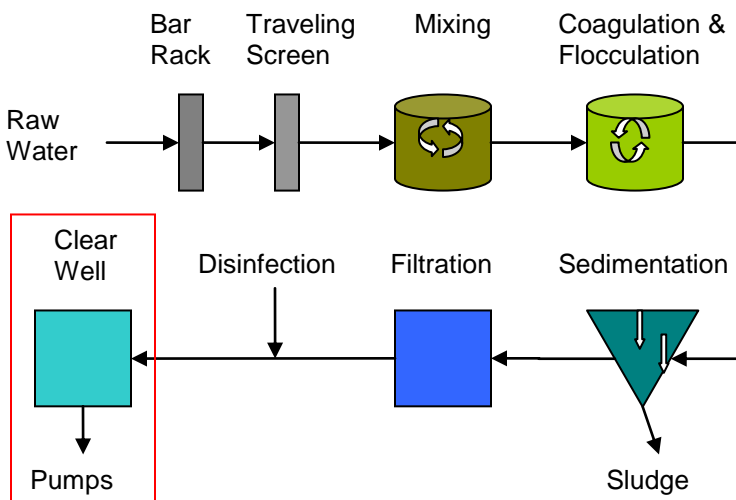 Bar
Rack
Traveling
Screen
Mixing
Coagulation &
Flocculation
Raw
Water
Clear
Well
Disinfection
Filtration
Sedimentation
Pumps
Sludge